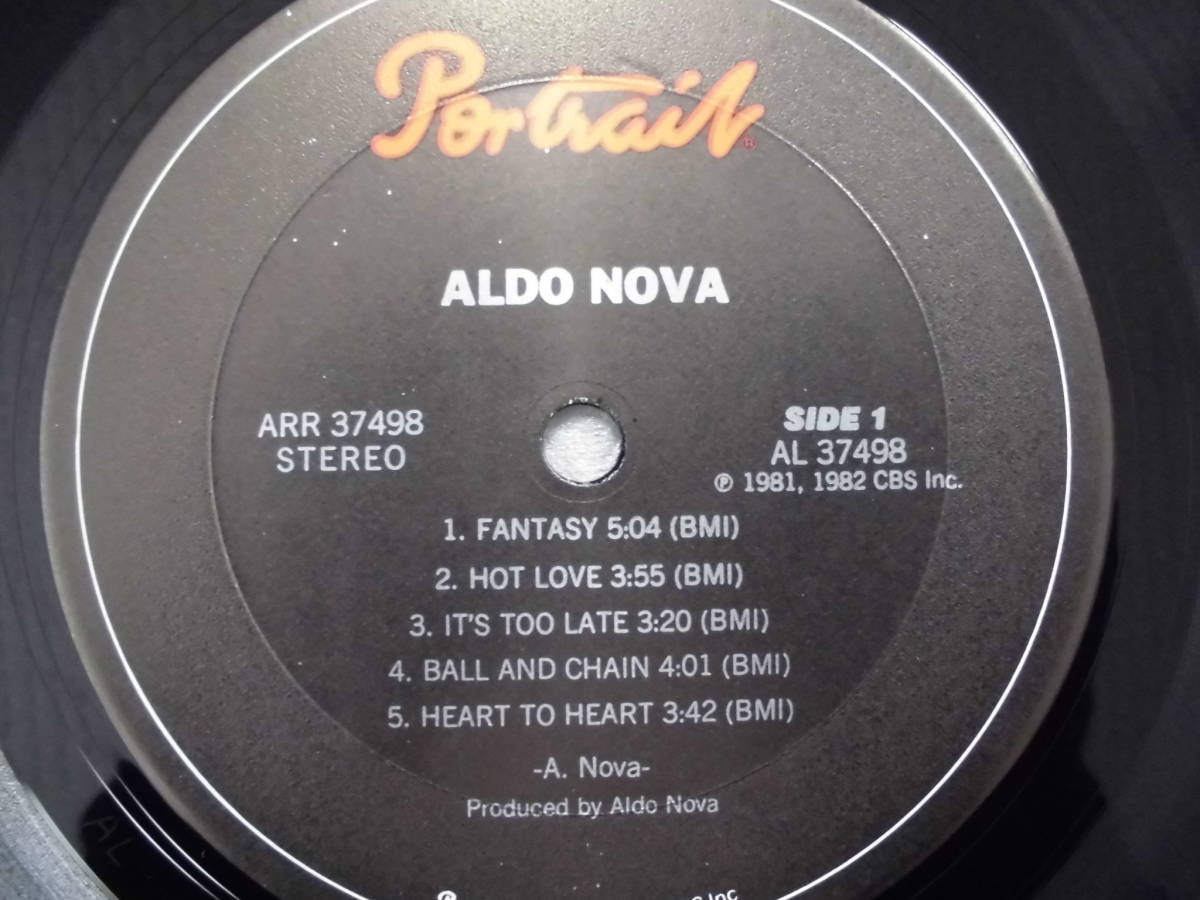 Portrait®
ALDO NOVA
ARR 37498
STEREO
SIDE 1
AL 37498
℗ 1981, 1982 CBS Inc.
1. FANTASY 5:04 (BMI)
2. HOT LOVE 3:55 (BMI)
3. IT'S TOO LATE 3:20 (BMI)
4. BALL AND CHAIN 4:01 (BMI)
5. HEART TO HEART 3:42 (BMI)
-A. Nova-
Produced by Aldo Nova
Inc
AL